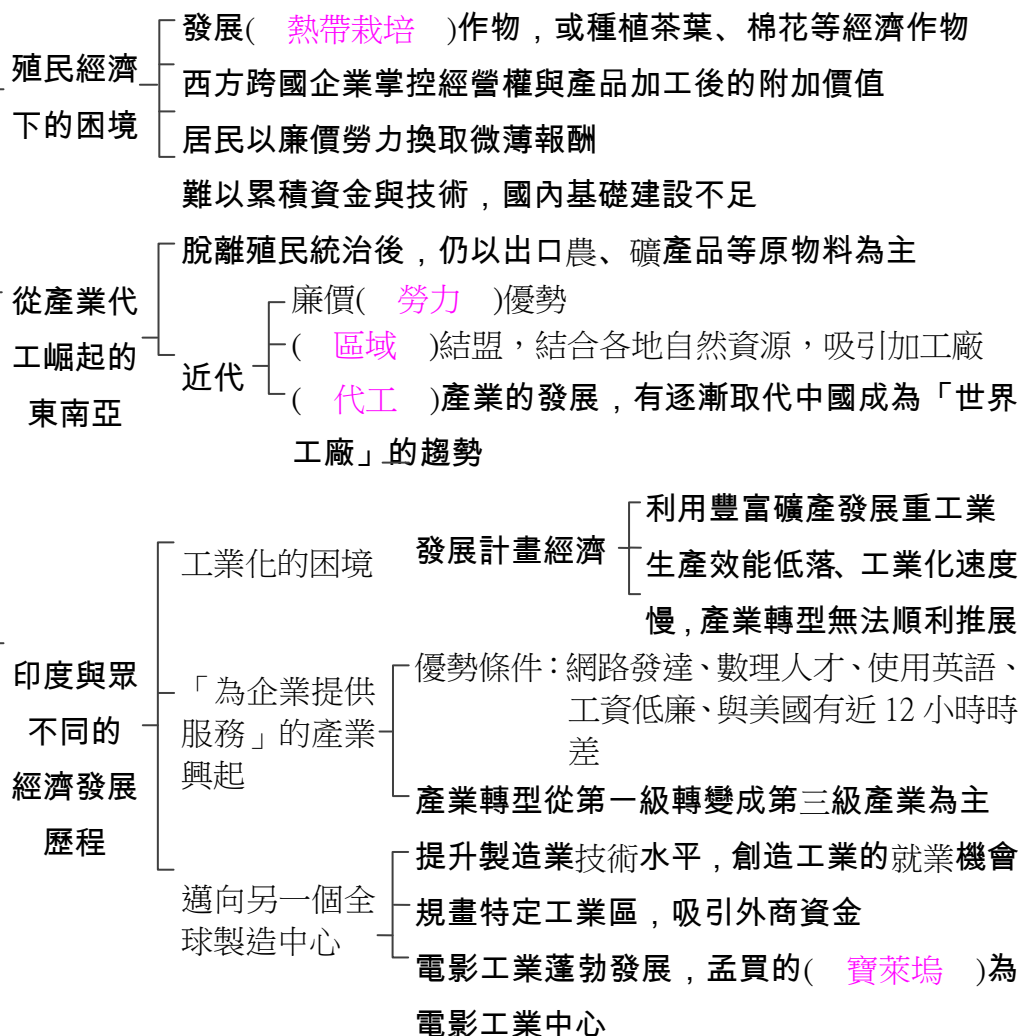 殖民經濟
下的困境
發展( 熱帶栽培 )作物，或種植茶葉、棉花等經濟作物
西方跨國企業掌控經營權與產品加工後的附加價值
居民以廉價勞力換取微薄報酬
難以累積資金與技術，國內基礎建設不足
從產業代
工崛起的
東南亞
脫離殖民統治後，仍以出口農、礦產品等原物料為主
近代
廉價( 勞力 )優勢
( 區域 )結盟，結合各地自然資源，吸引加工廠
( 代工 )產業的發展，有逐漸取代中國成為「世界
工廠」的趨勢
印度與眾
不同的
經濟發展
歷程
工業化的困境
發展計畫經濟
利用豐富礦產發展重工業
生產效能低落、工業化速度
慢，產業轉型無法順利推展
「為企業提供
服務」的產業
興起
優勢條件：網路發達、數理人才、使用英語、
工資低廉、與美國有近 12 小時時
差
產業轉型從第一級轉變成第三級產業為主
邁向另一個全
球製造中心
提升製造業技術水平，創造工業的就業機會
規畫特定工業區，吸引外商資金
電影工業蓬勃發展，孟買的( 寶萊塢 )為
電影工業中心